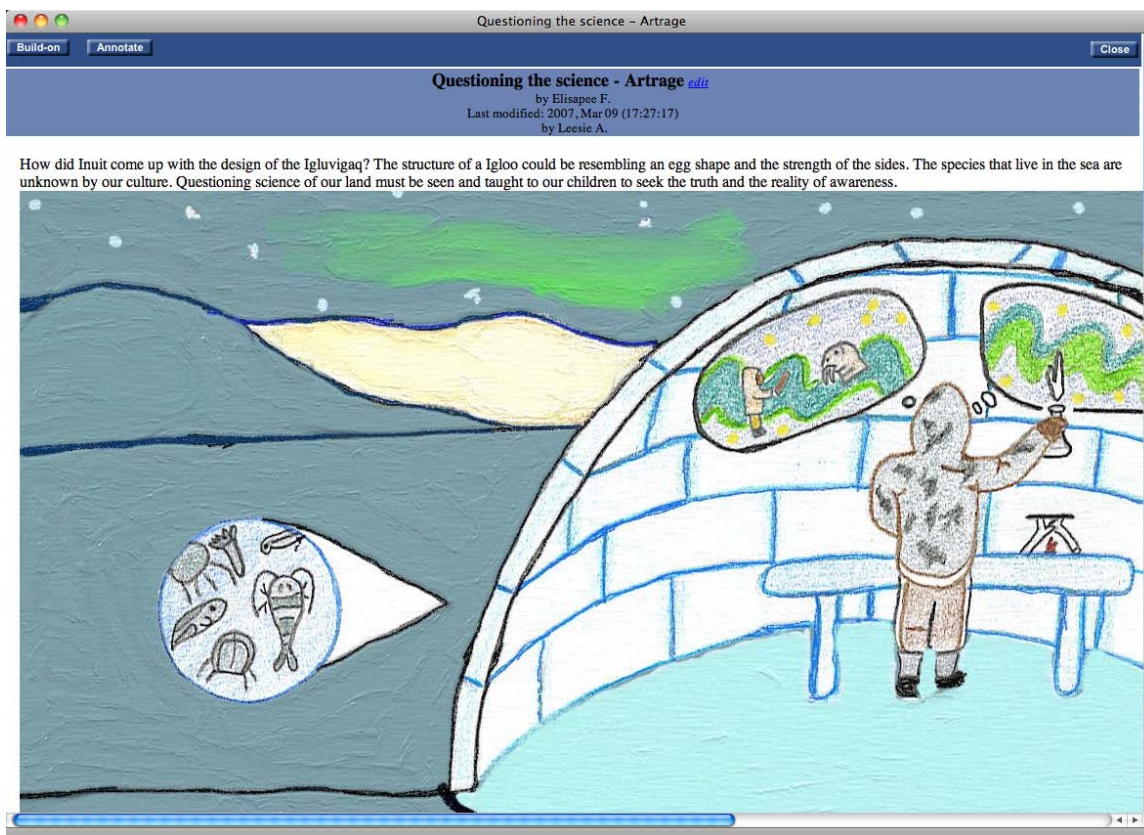 Questioning the science – Artrage
Build-on Annotate Close
Questioning the science - Artrage edit
by Elisapee F.
Last modified: 2007, Mar 09 (17:27:17)
by Leesie A.
How did Inuit come up with the design of the Igluvigaq? The structure of a Igloo could be resembling an egg shape and the strength of the sides. The species that live in the sea are
unknown by our culture. Questioning science of our land must be seen and taught to our children to seek the truth and the reality of awareness.